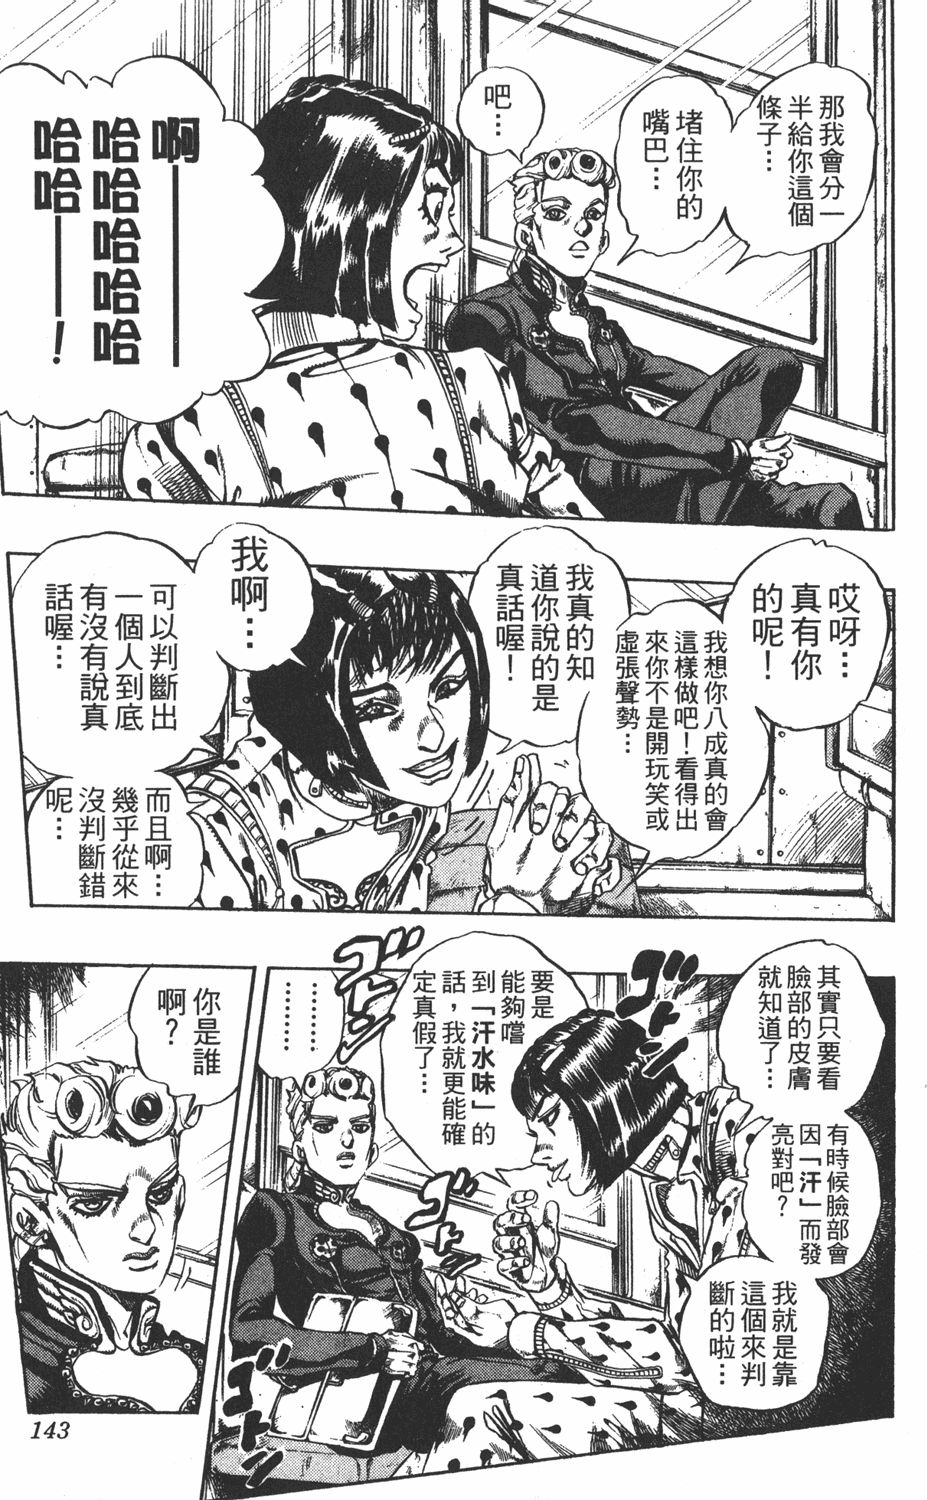 那我會分一
半給你這個
條子…
堵住你的
嘴巴…
吧…
啊——
哈哈哈哈哈
哈哈——！
哎呀…
真有你
的呢！
我想你八成真的會
這樣做吧！看得出
來你不是開玩笑或
虛張聲勢…
我真的知
道你說的是
真話喔！
我啊…
可以判斷出
一個人到底
有沒有說真
話喔…
而且啊…
幾乎從來
沒判斷錯
呢…
其實只要看
臉部的皮膚
就知道了…
有時候臉部會
因「汗」而發
亮對吧？
我就是靠
這個來判
斷的啦…
要是
能夠嚐
到「汗水味」的
話，我就更能確
定真假了…
ゴゴ
ゴゴ
ゴゴ
ゴゴ
………
………
你是誰
啊？
143